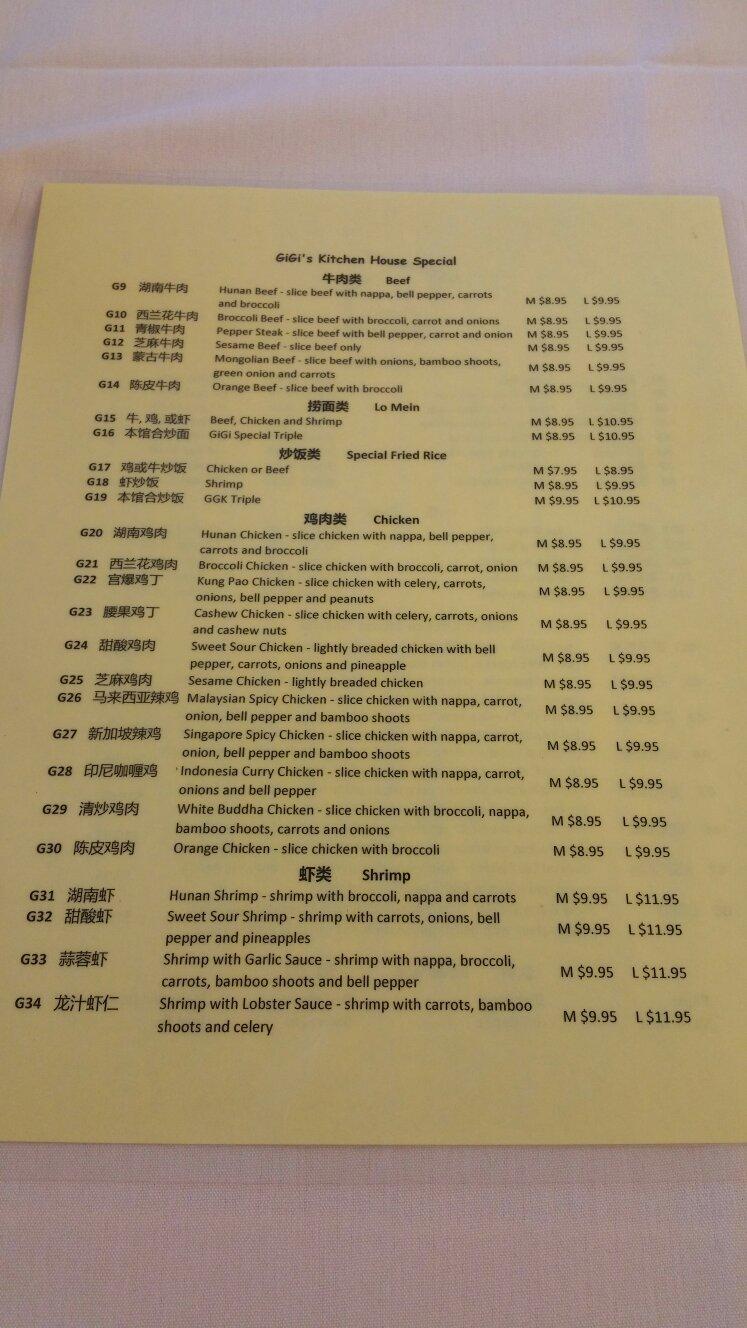 GiGi's Kitchen House Special
牛肉类 Beef
G9 湖南牛肉 Hunan Beef - slice beef with nappa, bell pepper, carrots M $8.95 L $9.95
and broccoli
G10 西兰花牛肉 Broccoli Beef - slice beef with broccoli, carrot and onions M $8.95 L $9.95
G11 青椒牛肉 Pepper Steak - slice beef with bell pepper, carrot and onion M $8.95 L $9.95
G12 芝麻牛肉 Sesame Beef - slice beef only M $8.95 L $9.95
G13 蒙古牛肉 Mongolian Beef - slice beef with onions, bamboo shoots, M $8.95 L $9.95
green onion and carrots
G14 陈皮牛肉 Orange Beef - slice beef with broccoli M $8.95 L $9.95
捞面类 Lo Mein
G15 牛, 鸡, 或虾 Beef, Chicken and Shrimp M $8.95 L $10.95
G16 本馆合炒面 GiGi Special Triple M $8.95 L $10.95
炒饭类 Special Fried Rice
G17 鸡或牛炒饭 Chicken or Beef M $7.95 L $8.95
G18 虾炒饭 Shrimp M $8.95 L $9.95
G19 本馆合炒饭 GGK Triple M $9.95 L $10.95
鸡肉类 Chicken
G20 湖南鸡肉 Hunan Chicken - slice chicken with nappa, bell pepper, M $8.95 L $9.95
carrots and broccoli
G21 西兰花鸡肉 Broccoli Chicken - slice chicken with broccoli, carrot, onion M $8.95 L $9.95
G22 宫爆鸡丁 Kung Pao Chicken - slice chicken with celery, carrots, M $8.95 L $9.95
onions, bell pepper and peanuts
G23 腰果鸡丁 Cashew Chicken - slice chicken with celery, carrots, onions M $8.95 L $9.95
and cashew nuts
G24 甜酸鸡肉 Sweet Sour Chicken - lightly breaded chicken with bell M $8.95 L $9.95
pepper, carrots, onions and pineapple
G25 芝麻鸡肉 Sesame Chicken - lightly breaded chicken M $8.95 L $9.95
G26 马来西亚辣鸡 Malaysian Spicy Chicken - slice chicken with nappa, carrot, M $8.95 L $9.95
onion, bell pepper and bamboo shoots
G27 新加坡辣鸡 Singapore Spicy Chicken - slice chicken with nappa, carrot, M $8.95 L $9.95
onion, bell pepper and bamboo shoots
G28 印尼咖喱鸡 Indonesia Curry Chicken - slice chicken with nappa, carrot, M $8.95 L $9.95
onions and bell pepper
G29 清炒鸡肉 White Buddha Chicken - slice chicken with broccoli, nappa, M $8.95 L $9.95
bamboo shoots, carrots and onions
G30 陈皮鸡肉 Orange Chicken - slice chicken with broccoli M $8.95 L $9.95
虾类 Shrimp
G31 湖南虾 Hunan Shrimp - shrimp with broccoli, nappa and carrots M $9.95 L $11.95
G32 甜酸虾 Sweet Sour Shrimp - shrimp with carrots, onions, bell M $9.95 L $11.95
pepper and pineapples
G33 蒜蓉虾 Shrimp with Garlic Sauce - shrimp with nappa, broccoli, M $9.95 L $11.95
carrots, bamboo shoots and bell pepper
G34 龙汁虾仁 Shrimp with Lobster Sauce - shrimp with carrots, bamboo M $9.95 L $11.95
shoots and celery